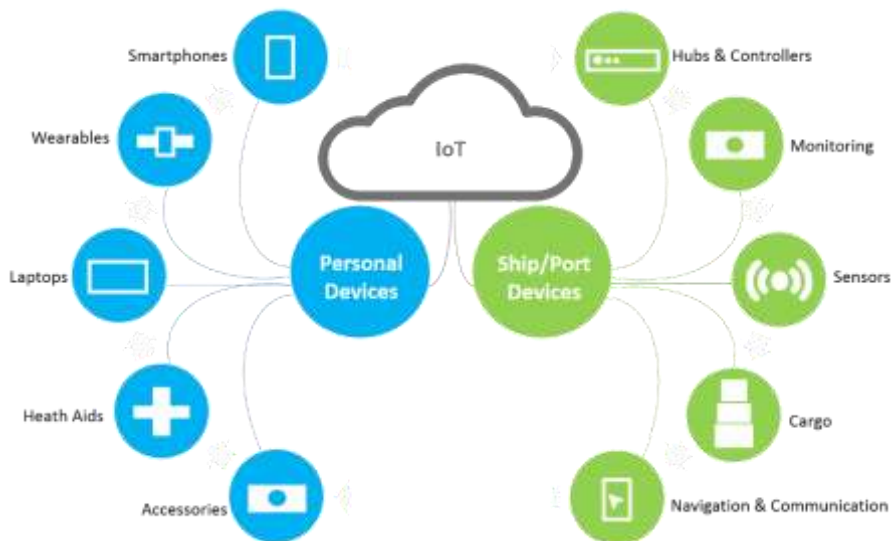 Smartphones
Hubs & Controllers
Wearables
IoT
Monitoring
Personal
Devices
Ship/Port
Devices
Laptops
Sensors
Heath Aids
Cargo
Accessories
Navigation & Communication